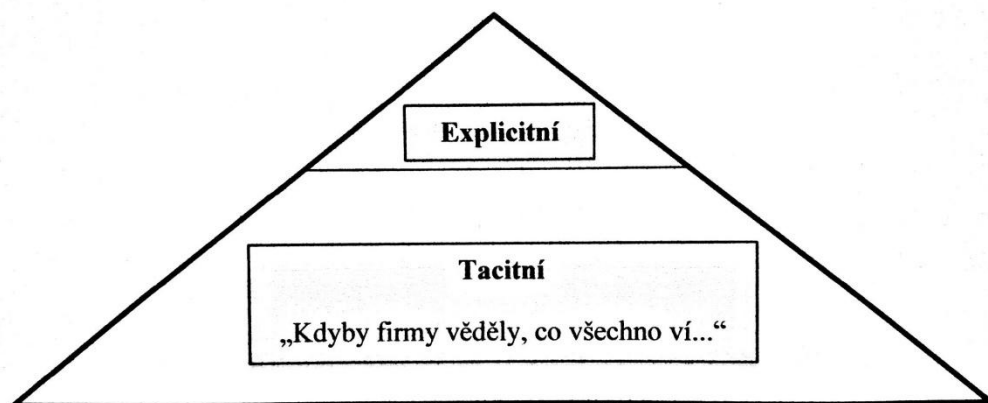 Explicitní
Tacitní
„Kdyby firmy věděly, co všechno ví...“